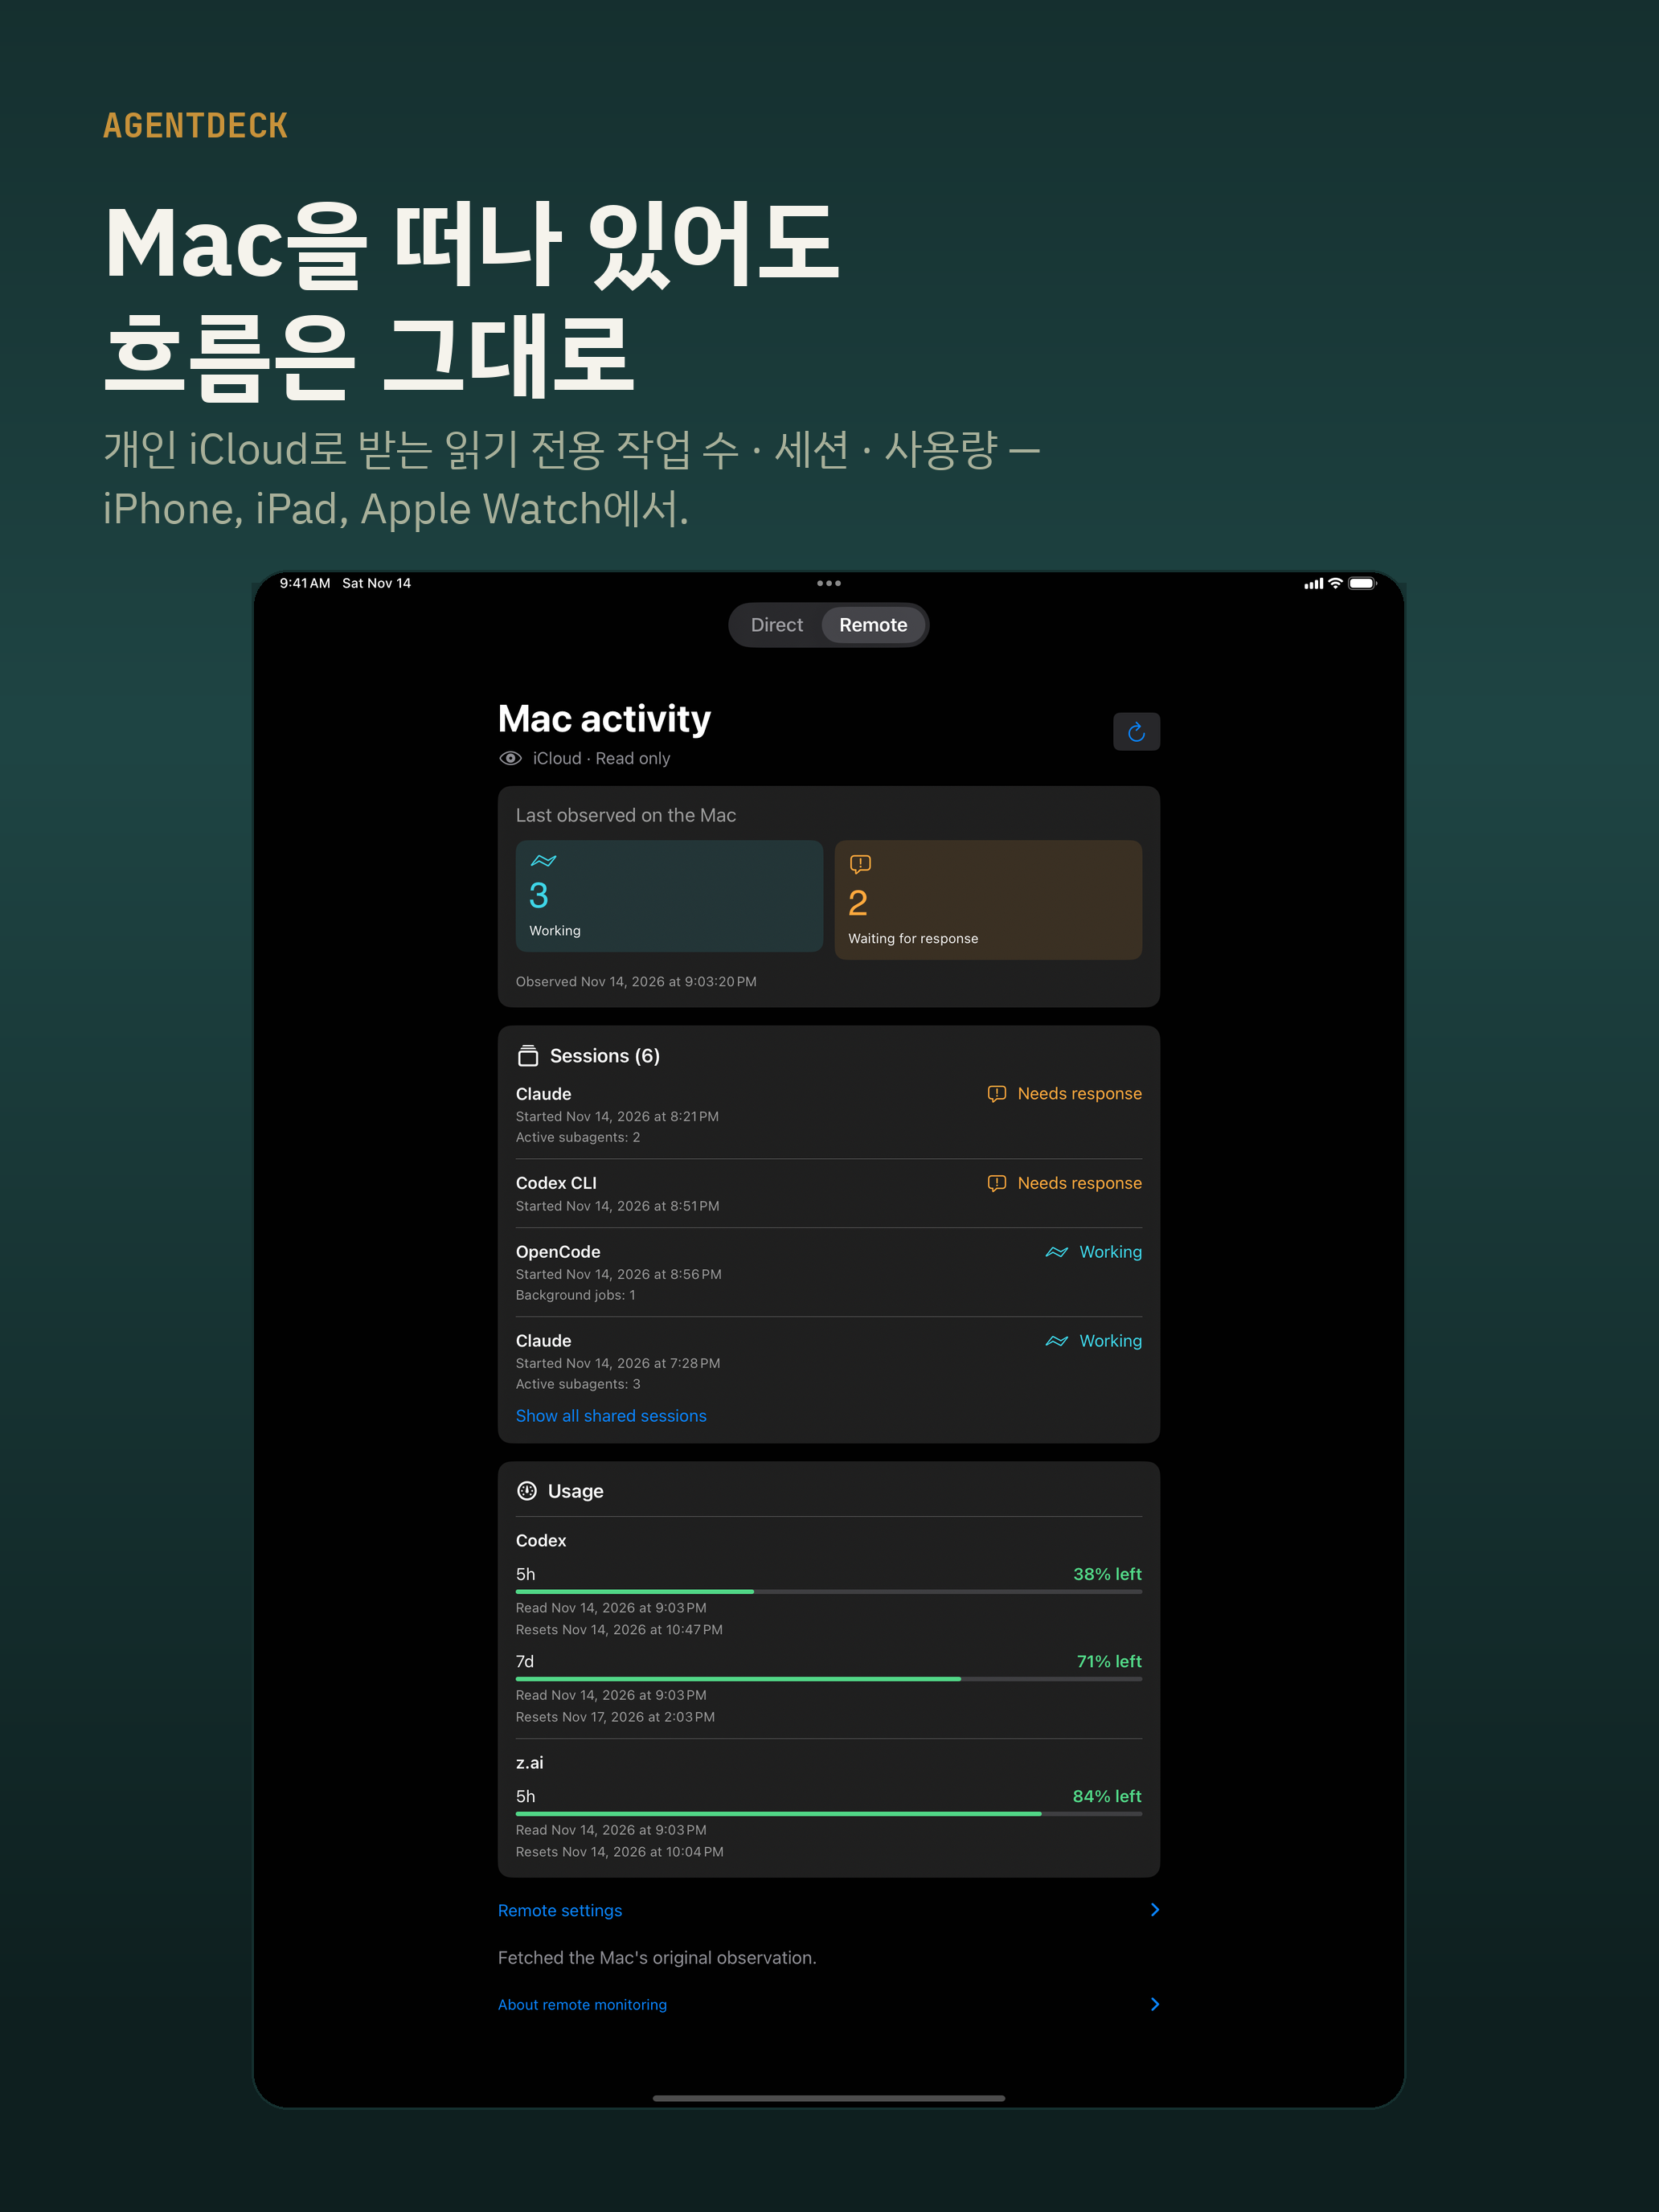 AGENTDECK
Mac을 떠나 있어도
흐름은 그대로
개인 iCloud로 받는 읽기 전용 작업 수 · 세션 · 사용량 —
iPhone, iPad, Apple Watch에서.
9:41 AM Sat Nov 14
Direct Remote
Mac activity
iCloud · Read only
Last observed on the Mac
3
Working
2
Waiting for response
Observed Nov 14, 2026 at 9:03:20 PM
Sessions (6)
Claude
Needs response
Started Nov 14, 2026 at 8:21 PM
Active subagents: 2
Codex CLI
Needs response
Started Nov 14, 2026 at 8:51 PM
OpenCode
Working
Started Nov 14, 2026 at 8:56 PM
Background jobs: 1
Claude
Working
Started Nov 14, 2026 at 7:28 PM
Active subagents: 3
Show all shared sessions
Usage
Codex
5h 38% left
Read Nov 14, 2026 at 9:03 PM
Resets Nov 14, 2026 at 10:47 PM
7d 71% left
Read Nov 14, 2026 at 9:03 PM
Resets Nov 17, 2026 at 2:03 PM
z.ai
5h 84% left
Read Nov 14, 2026 at 9:03 PM
Resets Nov 14, 2026 at 10:04 PM
Remote settings
Fetched the Mac's original observation.
About remote monitoring